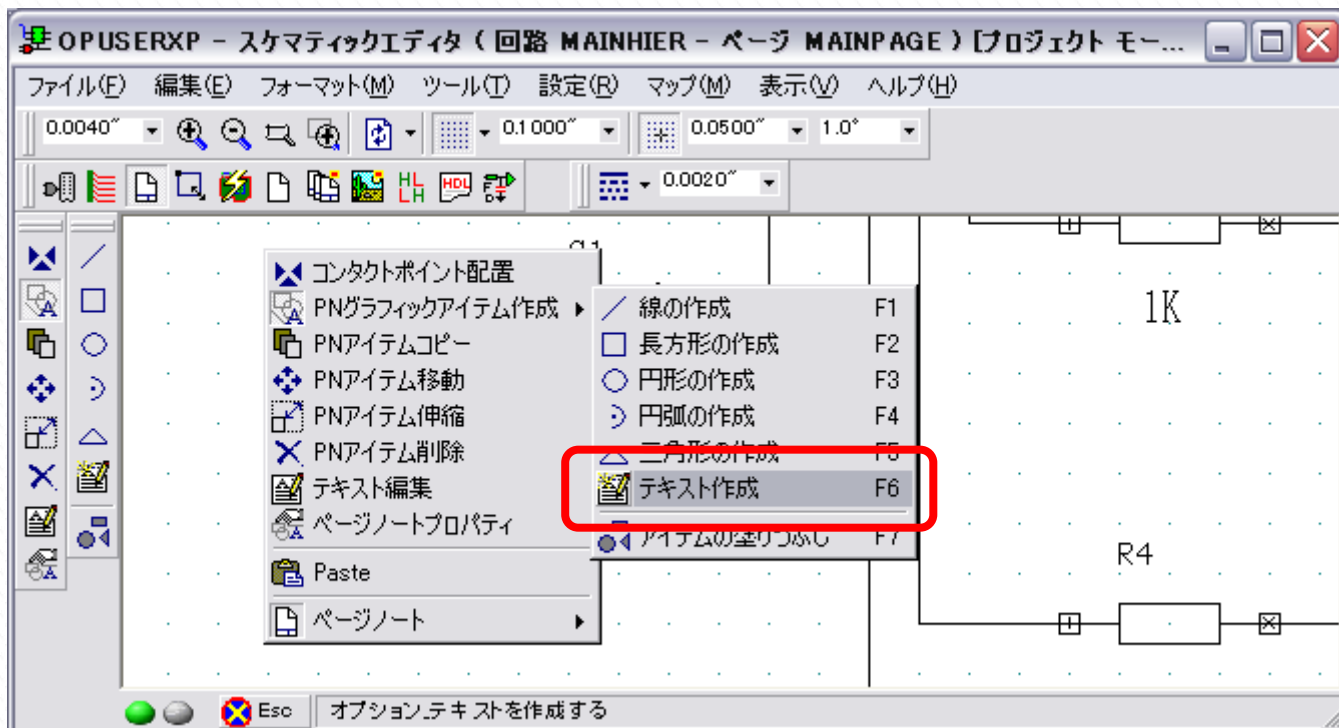 OPUSERXP - スケマティックエディタ ( 回路 MAINHIER - ページ MAINPAGE ) [プロジェクト モー...
ファイル(F) 編集(E) フォーマット(M) ツール(T) 設定(R) マップ(M) 表示(V) ヘルプ(H)
0.0040" 0.1000" 0.0500" 1.0°
HL LH HDL 0.0020"
コンタクトポイント配置
PNグラフィックアイテム作成
PNアイテムコピー
PNアイテム移動
PNアイテム伸縮
PNアイテム削除
テキスト編集
ページノートプロパティ
Paste
ページノート
線の作成 F1
長方形の作成 F2
円形の作成 F3
円弧の作成 F4
三角形の作成 F5
テキスト作成 F6
アイテムの塗りつぶし F7
1K
R4
Esc オプション_テキストを作成する